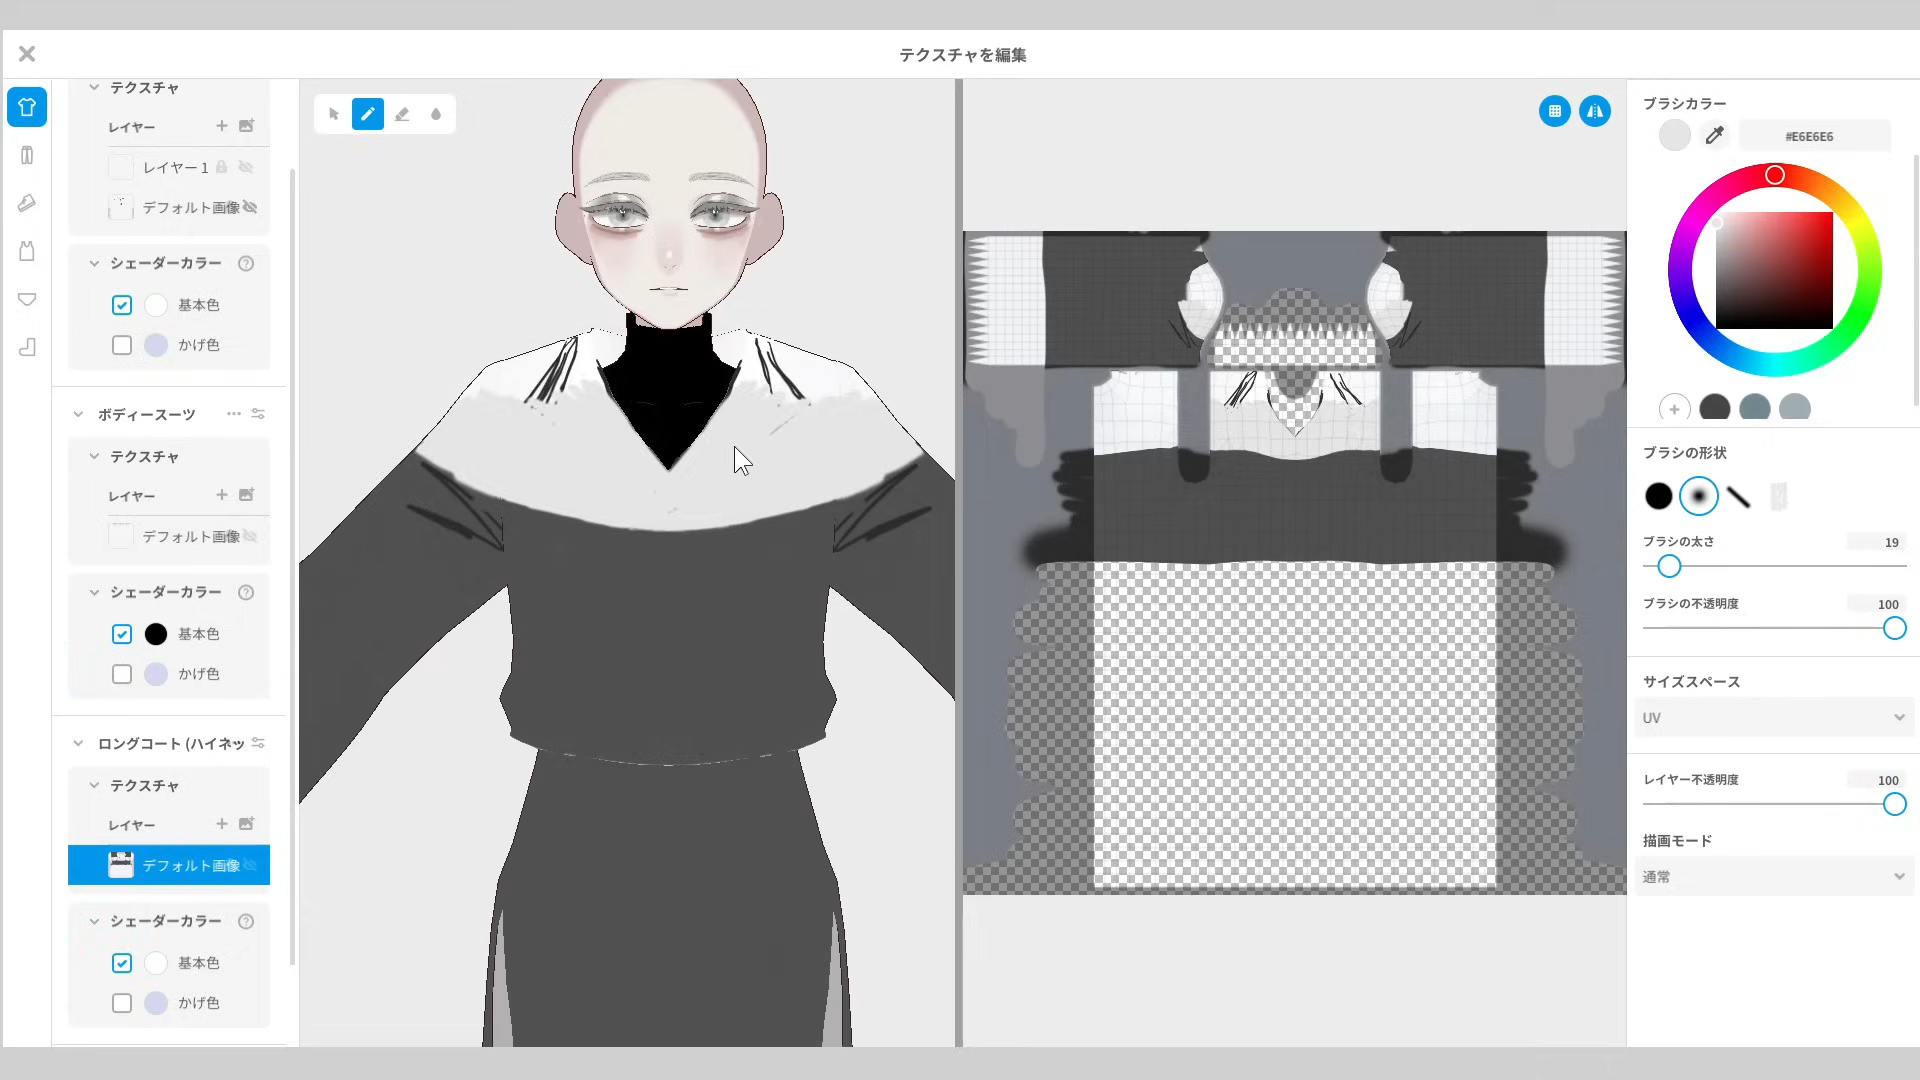 テクスチャを編集
テクスチャ
レイヤー
レイヤー 1
デフォルト画像
シェーダーカラー
基本色
かげ色
ボディースーツ
テクスチャ
レイヤー
デフォルト画像
シェーダーカラー
基本色
かげ色
ロングコート (ハイネッ
テクスチャ
レイヤー
デフォルト画像
シェーダーカラー
基本色
かげ色
ブラシカラー
#E6E6E6
ブラシの形状
ブラシの太さ 19
ブラシの不透明度 100
サイズスペース
UV
レイヤー不透明度 100
描画モード
通常